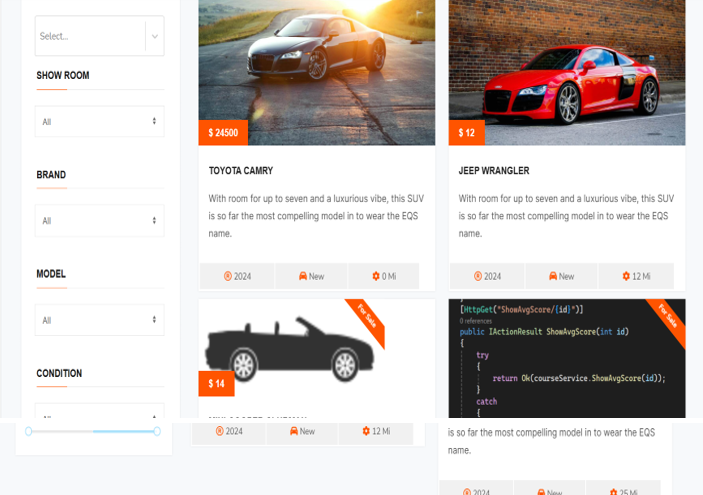 Select...
SHOW ROOM
All
BRAND
All
MODEL
All
CONDITION
$ 24500
TOYOTA CAMRY
With room for up to seven and a luxurious vibe, this SUV
is so far the most compelling model in to wear the EQS
name.
2024
New
0 Mi
$ 12
JEEP WRANGLER
With room for up to seven and a luxurious vibe, this SUV
is so far the most compelling model in to wear the EQS
name.
2024
New
12 Mi
For Sale
$ 14
2024
New
12 Mi
For Sale
[HttpGet("ShowAvgScore/{id}")]
0 references
public IActionResult ShowAvgScore(int id)
{
try
{
return Ok(courseService.ShowAvgScore(id));
}
catch
{
is so far the most compelling model in to wear the EQS
name.
2024
New
25 Mi